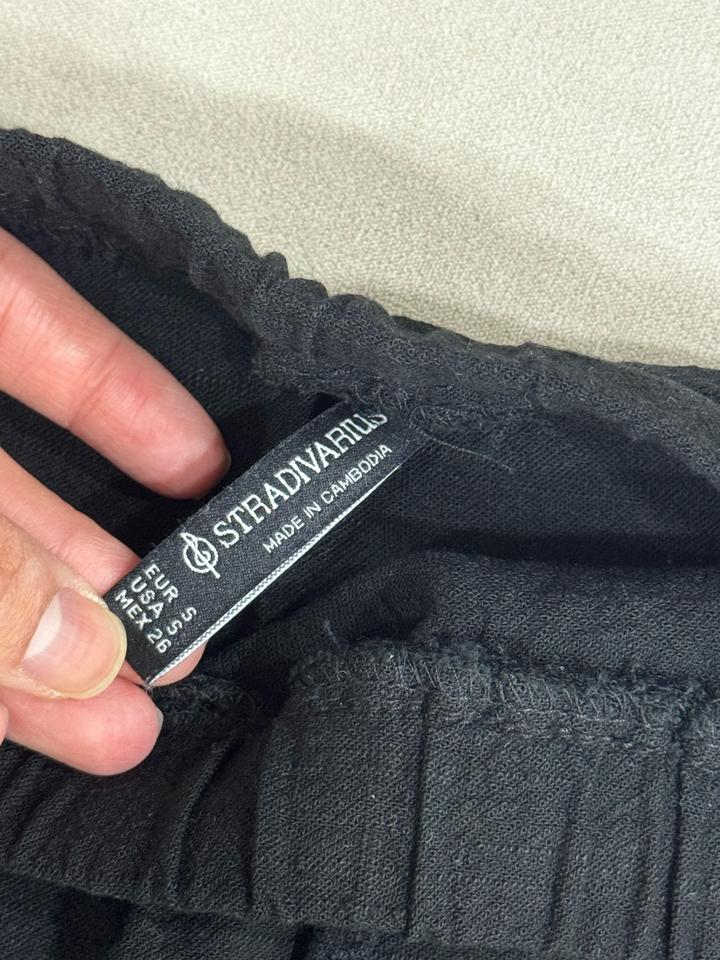 STRADIVARIUS
MADE IN CAMBODIA
EUR S
USA S
MEX 26